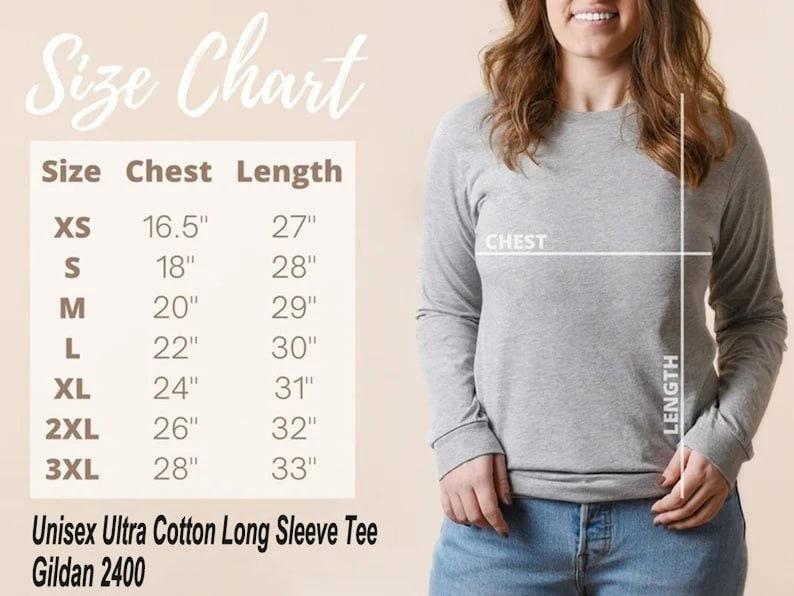 Size Chart
Size Chest Length
XS 16.5" 27"
S 18" 28"
M 20" 29"
L 22" 30"
XL 24" 31"
2XL 26" 32"
3XL 28" 33"
Unisex Ultra Cotton Long Sleeve Tee
Gildan 2400
CHEST
LENGTH